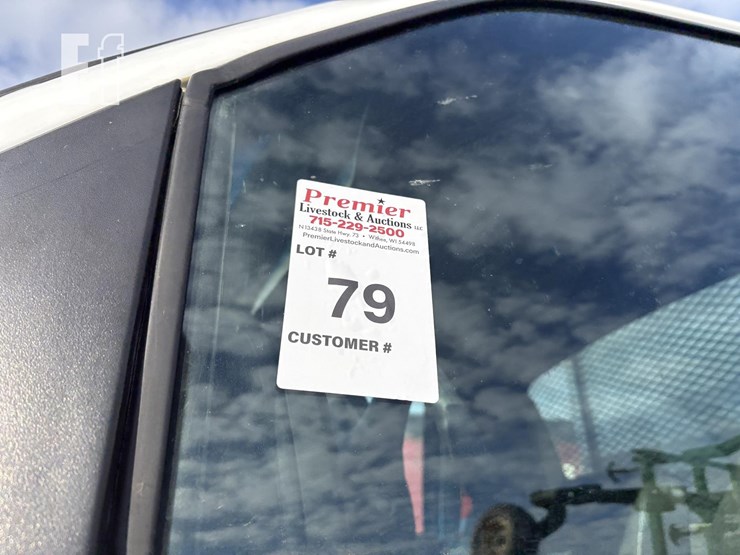 Premier
Livestock & Auctions LLC
715-229-2500
N13438 State Hwy. 73 • Withee, WI 54498
PremierLivestockandAuctions.com
LOT #
79
CUSTOMER #